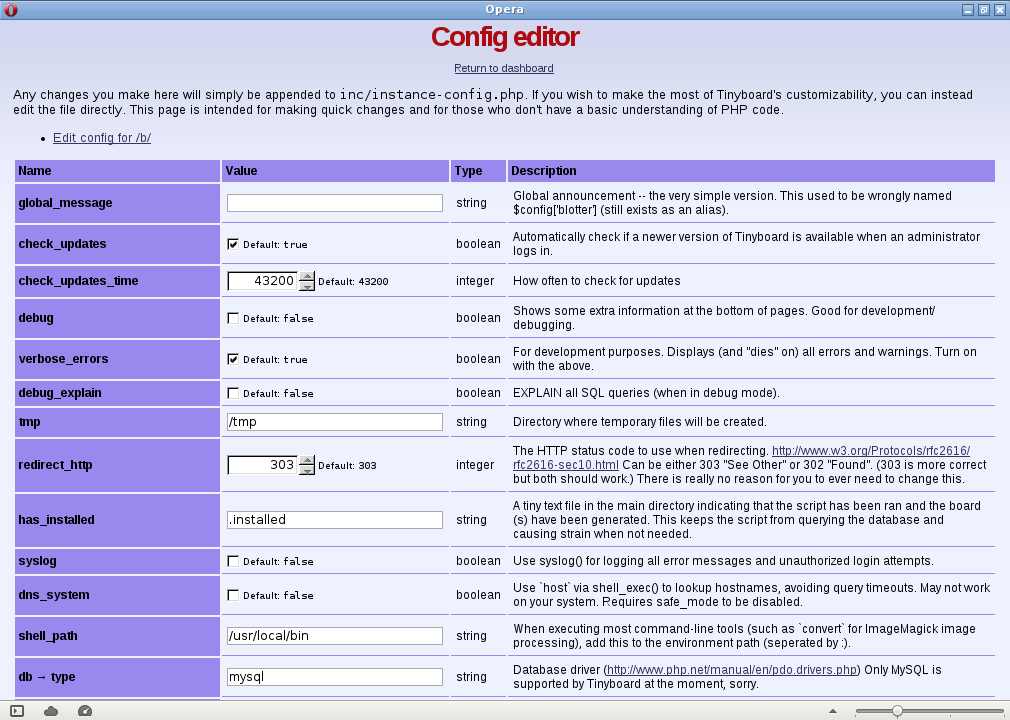 Opera
Config editor
Return to dashboard
Any changes you make here will simply be appended to inc/instance-config.php. If you wish to make the most of Tinyboard's customizability, you can instead
edit the file directly. This page is intended for making quick changes and for those who don't have a basic understanding of PHP code.
• Edit config for /b/
Name Value Type Description
global_message string Global announcement -- the very simple version. This used to be wrongly named
$config['blotter'] (still exists as an alias).
check_updates Default: true boolean Automatically check if a newer version of Tinyboard is available when an administrator
logs in.
check_updates_time 43200 Default: 43200 integer How often to check for updates
debug Default: false boolean Shows some extra information at the bottom of pages. Good for development/
debugging.
verbose_errors Default: true boolean For development purposes. Displays (and "dies" on) all errors and warnings. Turn on
with the above.
debug_explain Default: false boolean EXPLAIN all SQL queries (when in debug mode).
tmp /tmp string Directory where temporary files will be created.
redirect_http 303 Default: 303 integer The HTTP status code to use when redirecting. http://www.w3.org/Protocols/rfc2616/
rfc2616-sec10.html Can be either 303 "See Other" or 302 "Found". (303 is more correct
but both should work.) There is really no reason for you to ever need to change this.
has_installed .installed string A tiny text file in the main directory indicating that the script has been ran and the board
(s) have been generated. This keeps the script from querying the database and
causing strain when not needed.
syslog Default: false boolean Use syslog() for logging all error messages and unauthorized login attempts.
dns_system Default: false boolean Use `host` via shell_exec() to lookup hostnames, avoiding query timeouts. May not work
on your system. Requires safe_mode to be disabled.
shell_path /usr/local/bin string When executing most command-line tools (such as `convert` for ImageMagick image
processing), add this to the environment path (seperated by :).
db → type mysql string Database driver (http://www.php.net/manual/en/pdo.drivers.php) Only MySQL is
supported by Tinyboard at the moment, sorry.